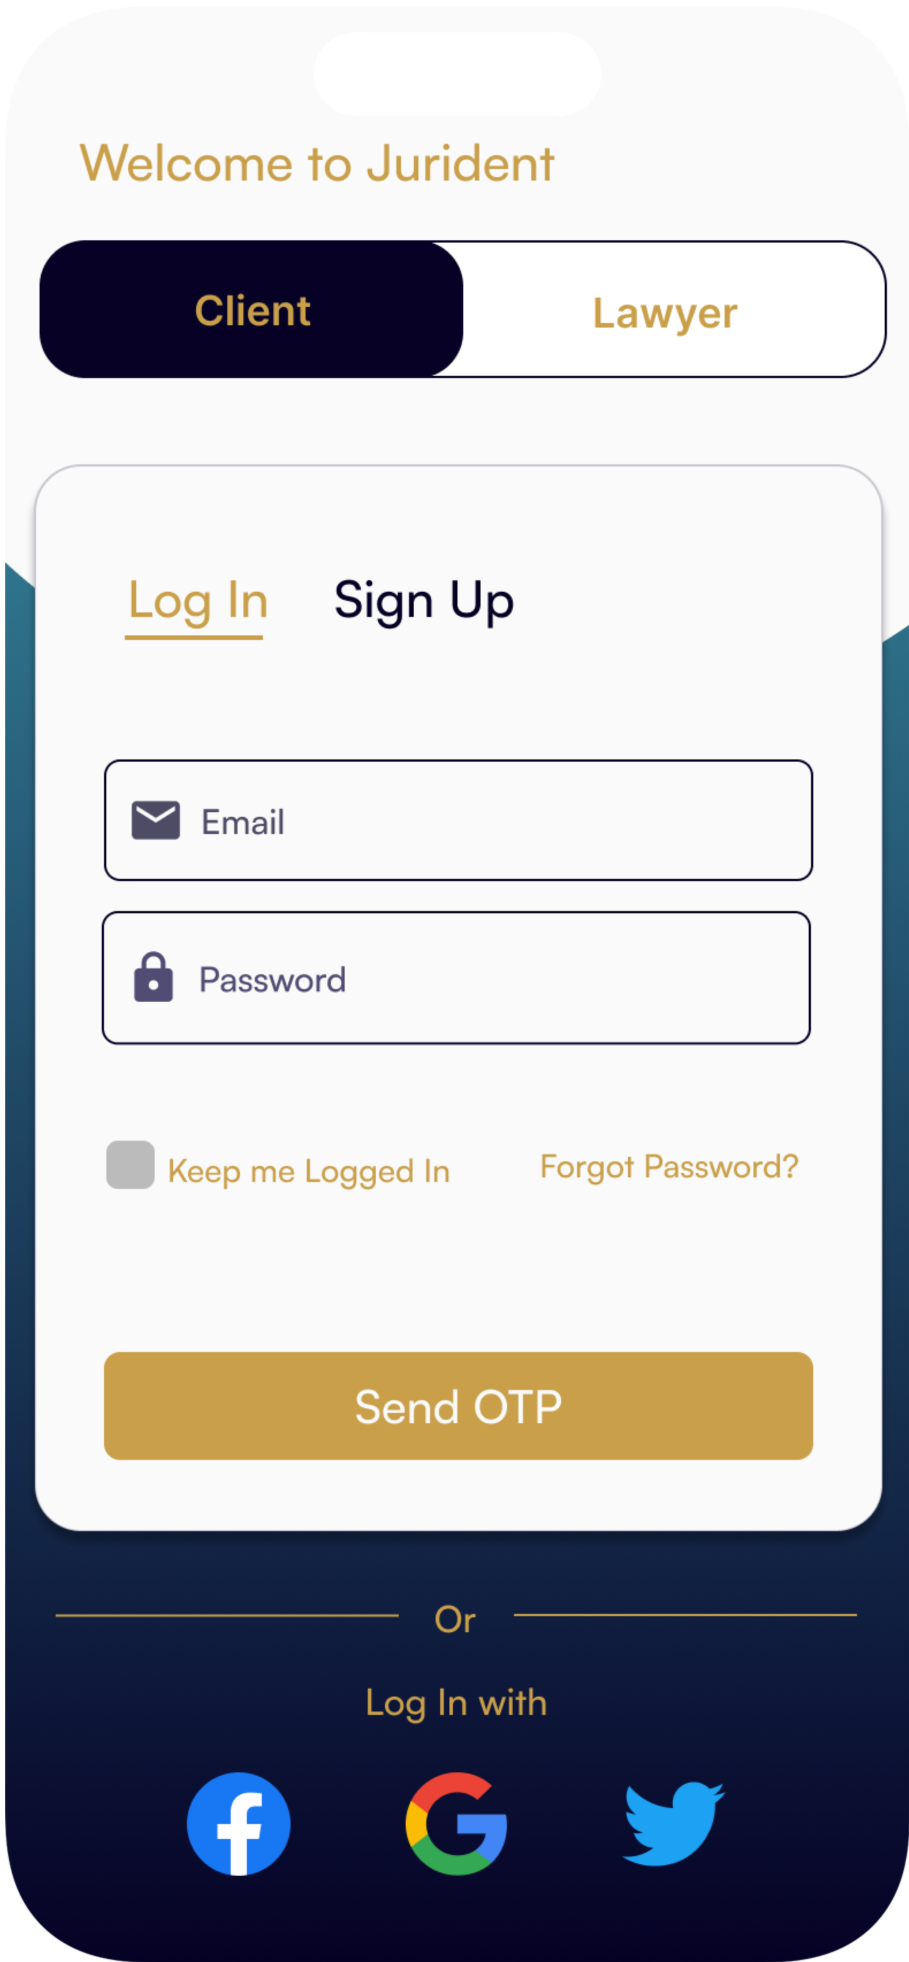 Welcome to Jurident
Client Lawyer
Log In Sign Up
Email
Password
Keep me Logged In Forgot Password?
Send OTP
Or
Log In with